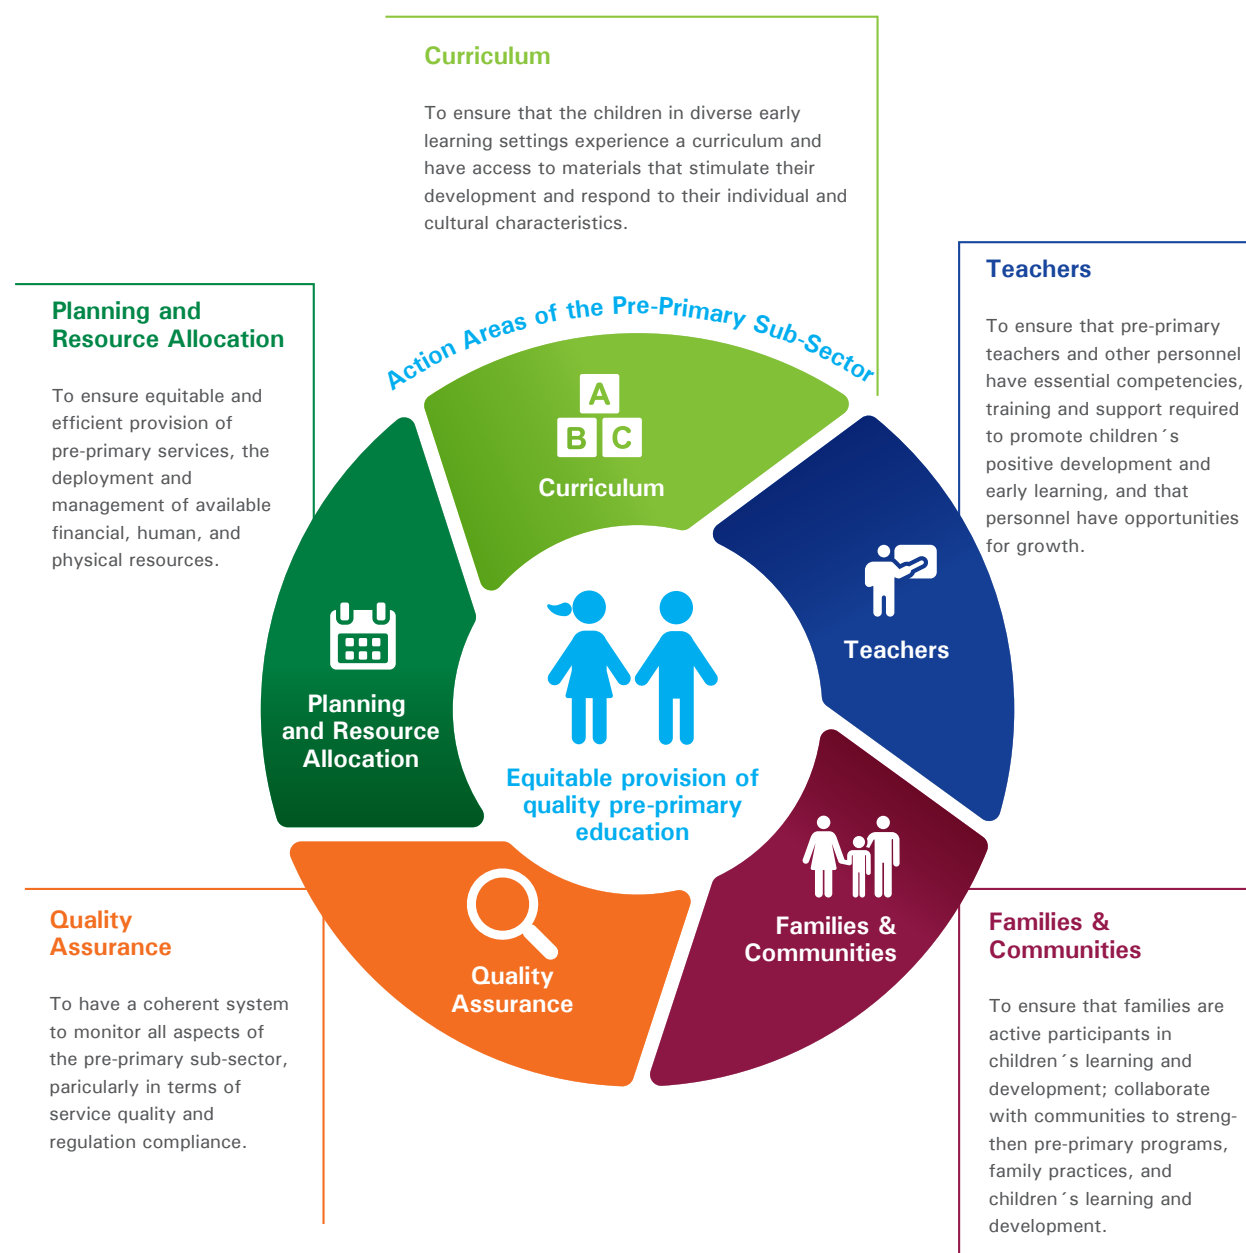 Curriculum
To ensure that the children in diverse early
learning settings experience a curriculum and
have access to materials that stimulate their
development and respond to their individual and
cultural characteristics.
Teachers
To ensure that pre-primary
teachers and other personnel
have essential competencies,
training and support required
to promote children´s
positive development and
early learning, and that
personnel have opportunities
for growth.
Planning and
Resource Allocation
To ensure equitable and
efficient provision of
pre-primary services, the
deployment and
management of available
financial, human, and
physical resources.
Action Areas of the Pre-Primary Sub-Sector
A
B C
Curriculum
Teachers
Planning
and Resource
Allocation
Equitable provision of
quality pre-primary
education
Families &
Communities
Quality
Assurance
Quality
Assurance
To have a coherent system
to monitor all aspects of
the pre-primary sub-sector,
paricularly in terms of
service quality and
regulation compliance.
Families &
Communities
To ensure that families are
active participants in
children´s learning and
development; collaborate
with communities to streng-
then pre-primary programs,
family practices, and
children´s learning and
development.